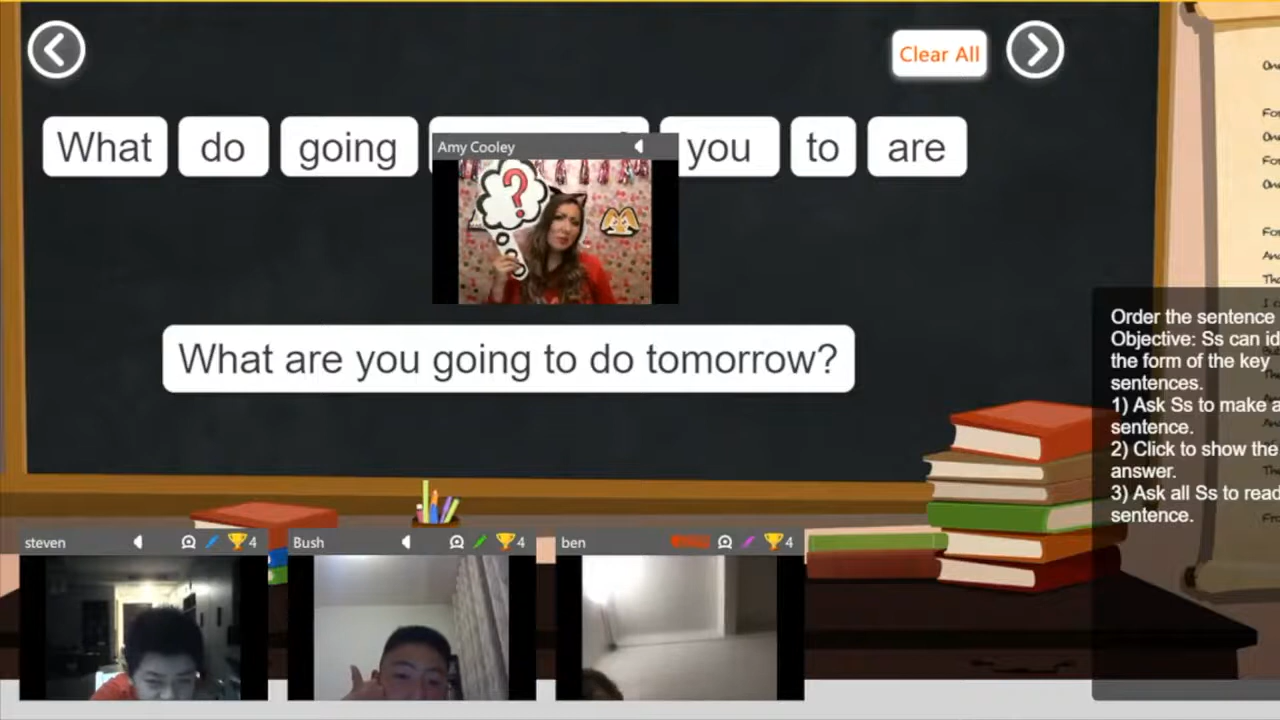 Clear All
What do going you to are
Amy Cooley
?
What are you going to do tomorrow?
Order the sentence
Objective: Ss can id
the form of the key
sentences.
1) Ask Ss to make a
sentence.
2) Click to show the
answer.
3) Ask all Ss to read
sentence.
steven 4
Bush 4
ben 4